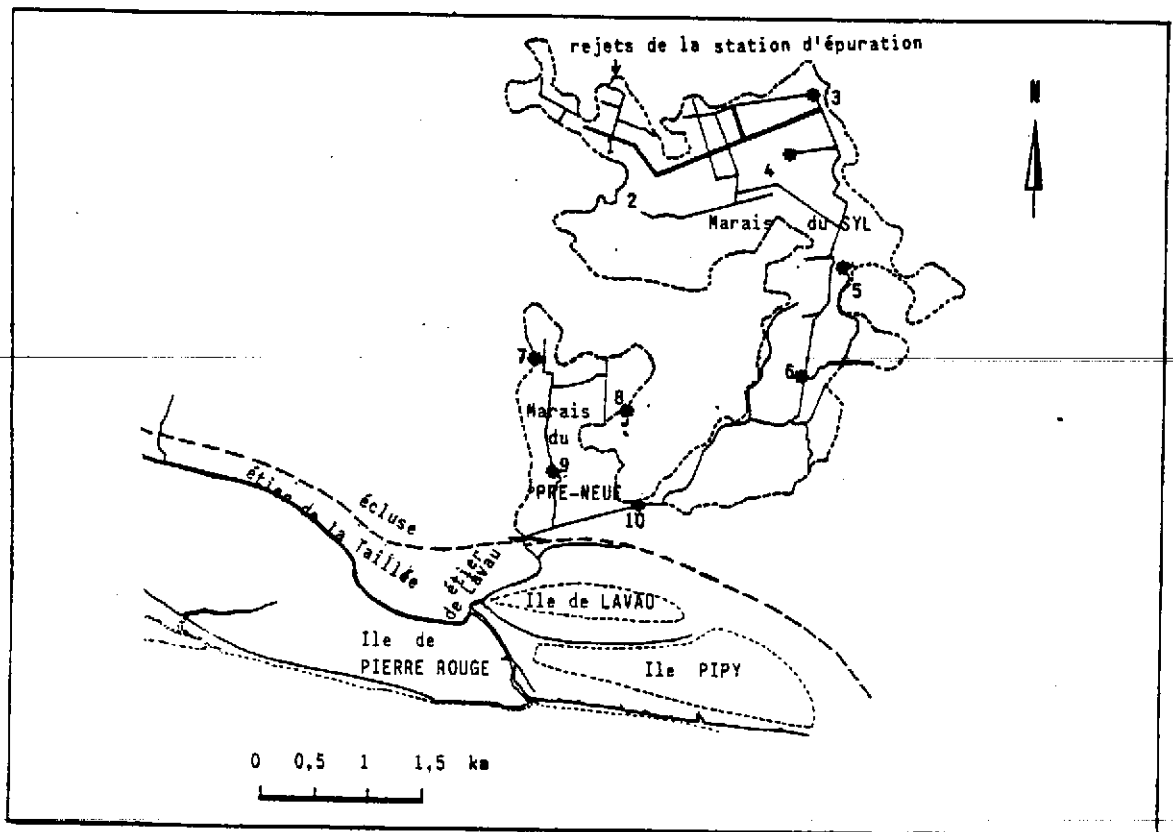 rejets de la station d'épuration
N
3
4
2
Marais du SYL
5
7
6
8
Marais
du
9
PRE-NEUF
10
écluse
étier de la Taillée
étier
de Lavau
Ile de LAVAU
Ile de
PIERRE ROUGE
Ile PIPY
0 0,5 1 1,5 km